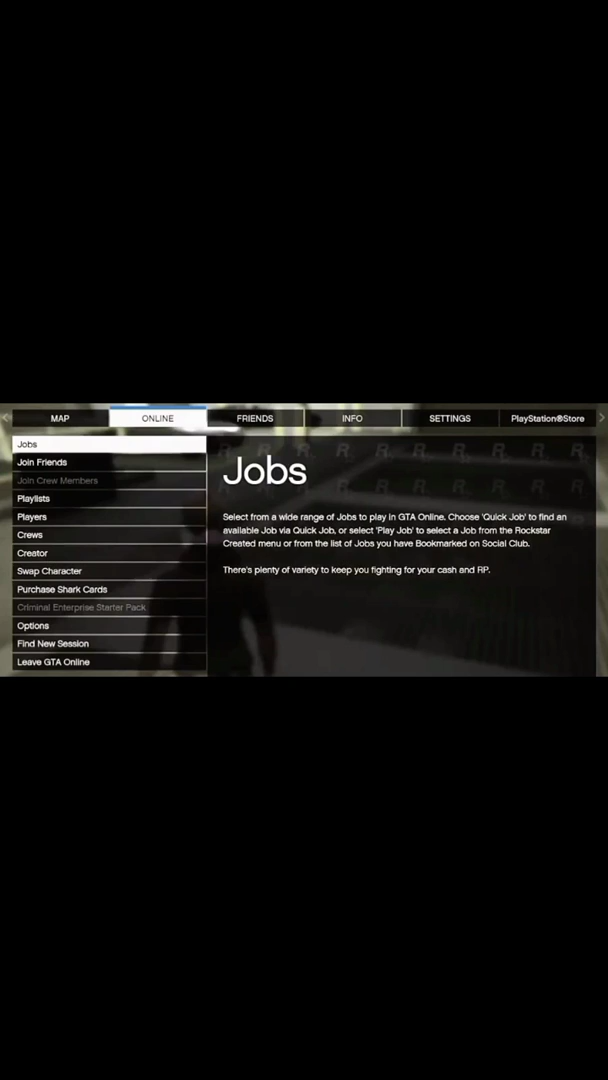 MAP
ONLINE
FRIENDS
INFO
SETTINGS
PlayStation®Store
Jobs
Join Friends
Join Crew Members
Playlists
Players
Crews
Creator
Swap Character
Purchase Shark Cards
Criminal Enterprise Starter Pack
Options
Find New Session
Leave GTA Online
Jobs
Select from a wide range of Jobs to play in GTA Online. Choose 'Quick Job' to find an
available Job via Quick Job, or select 'Play Job' to select a Job from the Rockstar
Created menu or from the list of Jobs you have Bookmarked on Social Club.
There's plenty of variety to keep you fighting for your cash and RP.